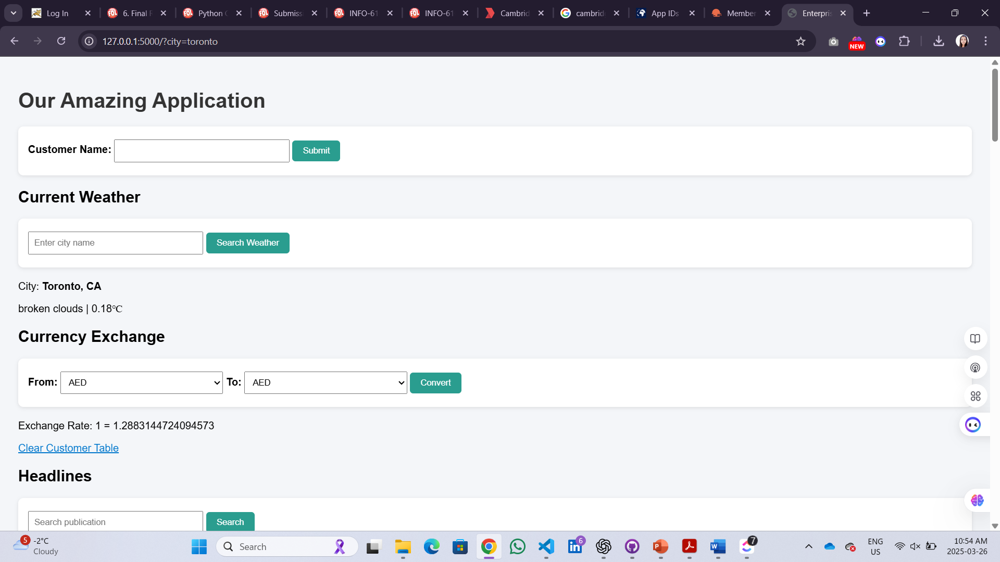 Log In
6. Final F
Python C
Submiss
INFO-61
INFO-61
Cambrid
cambrid
App IDs
Member
Enterpris
127.0.0.1:5000/?city=toronto
NEW
Our Amazing Application
Customer Name: Submit
Current Weather
Enter city name Search Weather
City: Toronto, CA
broken clouds | 0.18°C
Currency Exchange
From: AED To: AED Convert
Exchange Rate: 1 = 1.2883144724094573
Clear Customer Table
Headlines
Search publication Search
5
-2°C
Cloudy
Search
6
7
ENG
US
10:54 AM
2025-03-26